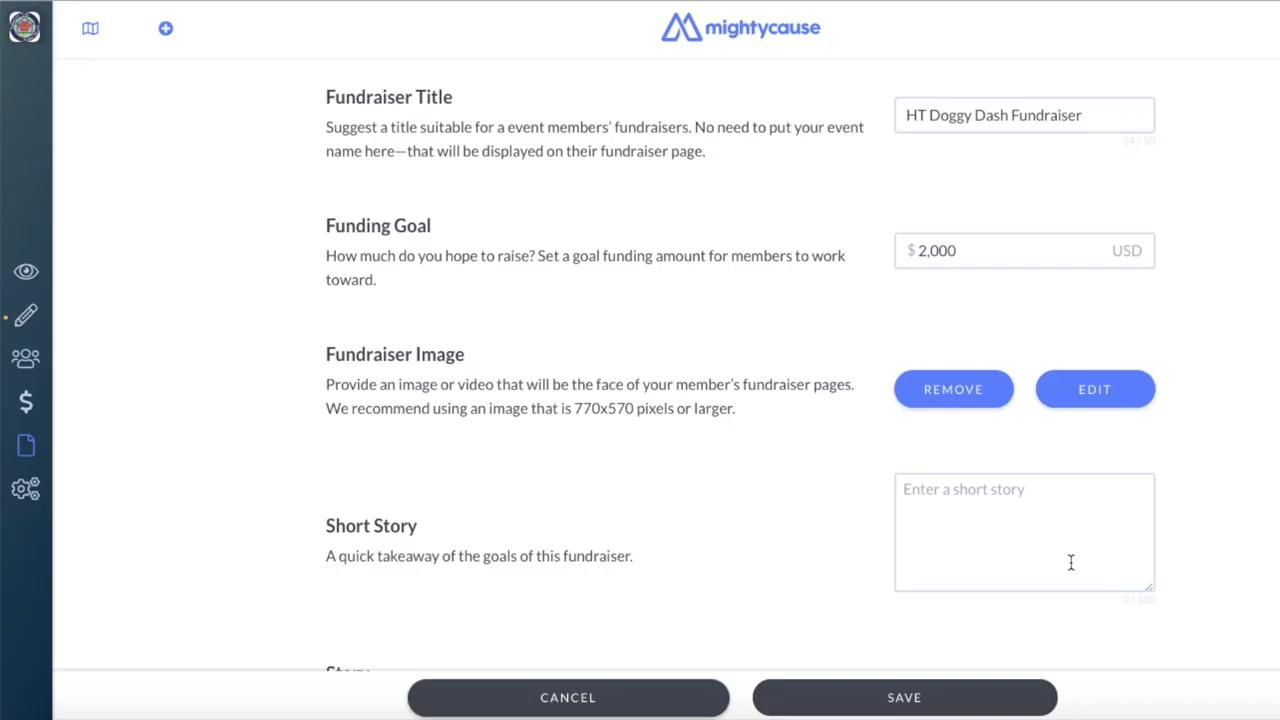 mightycause
Fundraiser Title
Suggest a title suitable for a event members' fundraisers. No need to put your event
name here—that will be displayed on their fundraiser page.
HT Doggy Dash Fundraiser
24 / 50
Funding Goal
How much do you hope to raise? Set a goal funding amount for members to work
toward.
$ 2,000 USD
Fundraiser Image
Provide an image or video that will be the face of your member's fundraiser pages.
We recommend using an image that is 770x570 pixels or larger.
REMOVE EDIT
Short Story
A quick takeaway of the goals of this fundraiser.
Enter a short story
0 / 100
Story
CANCEL SAVE